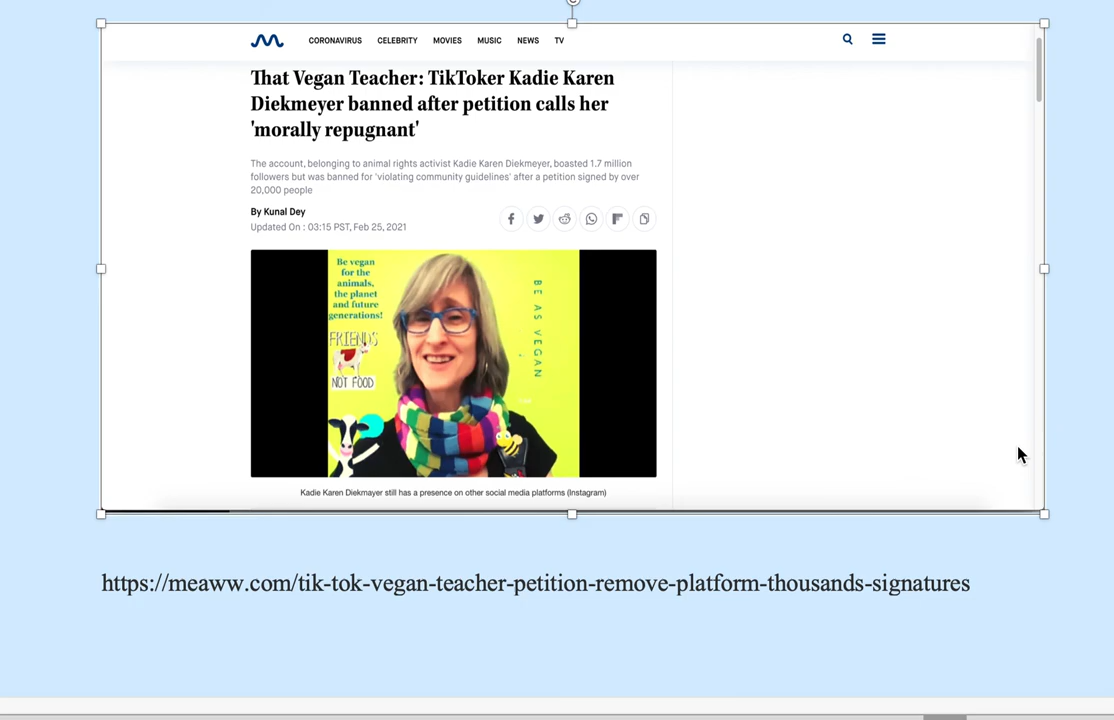 CORONAVIRUS CELEBRITY MOVIES MUSIC NEWS TV
That Vegan Teacher: TikToker Kadie Karen
Diekmeyer banned after petition calls her
'morally repugnant'
The account, belonging to animal rights activist Kadie Karen Diekmeyer, boasted 1.7 million
followers but was banned for 'violating community guidelines' after a petition signed by over
20,000 people
By Kunal Dey
Updated On : 03:15 PST, Feb 25, 2021
Be vegan
for the
animals,
the planet
and future
generations!
FRIENDS
NOT FOOD
BE AS VEGAN
Kadie Karen Diekmayer still has a presence on other social media platforms (Instagram)
https://meaww.com/tik-tok-vegan-teacher-petition-remove-platform-thousands-signatures